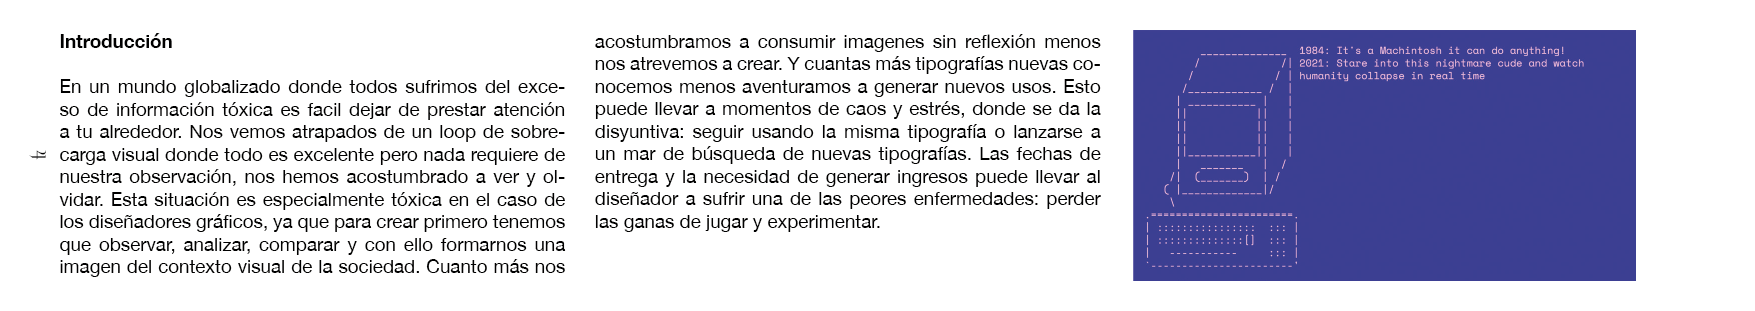 Introducción
En un mundo globalizado donde todos sufrimos del exce-
so de información tóxica es facil dejar de prestar atención
a tu alrededor. Nos vemos atrapados de un loop de sobre-
carga visual donde todo es excelente pero nada requiere de
nuestra observación, nos hemos acostumbrado a ver y ol-
vidar. Esta situación es especialmente tóxica en el caso de
los diseñadores gráficos, ya que para crear primero tenemos
que observar, analizar, comparar y con ello formarnos una
imagen del contexto visual de la sociedad. Cuanto más nos
acostumbramos a consumir imagenes sin reflexión menos
nos atrevemos a crear. Y cuantas más tipografías nuevas co-
nocemos menos aventuramos a generar nuevos usos. Esto
puede llevar a momentos de caos y estrés, donde se da la
disyuntiva: seguir usando la misma tipografía o lanzarse a
un mar de búsqueda de nuevas tipografías. Las fechas de
entrega y la necesidad de generar ingresos puede llevar al
diseñador a sufrir una de las peores enfermedades: perder
las ganas de jugar y experimentar.
1984: It's a Machintosh it can do anything!
2021: Stare into this nightmare cude and watch
humanity collapse in real time